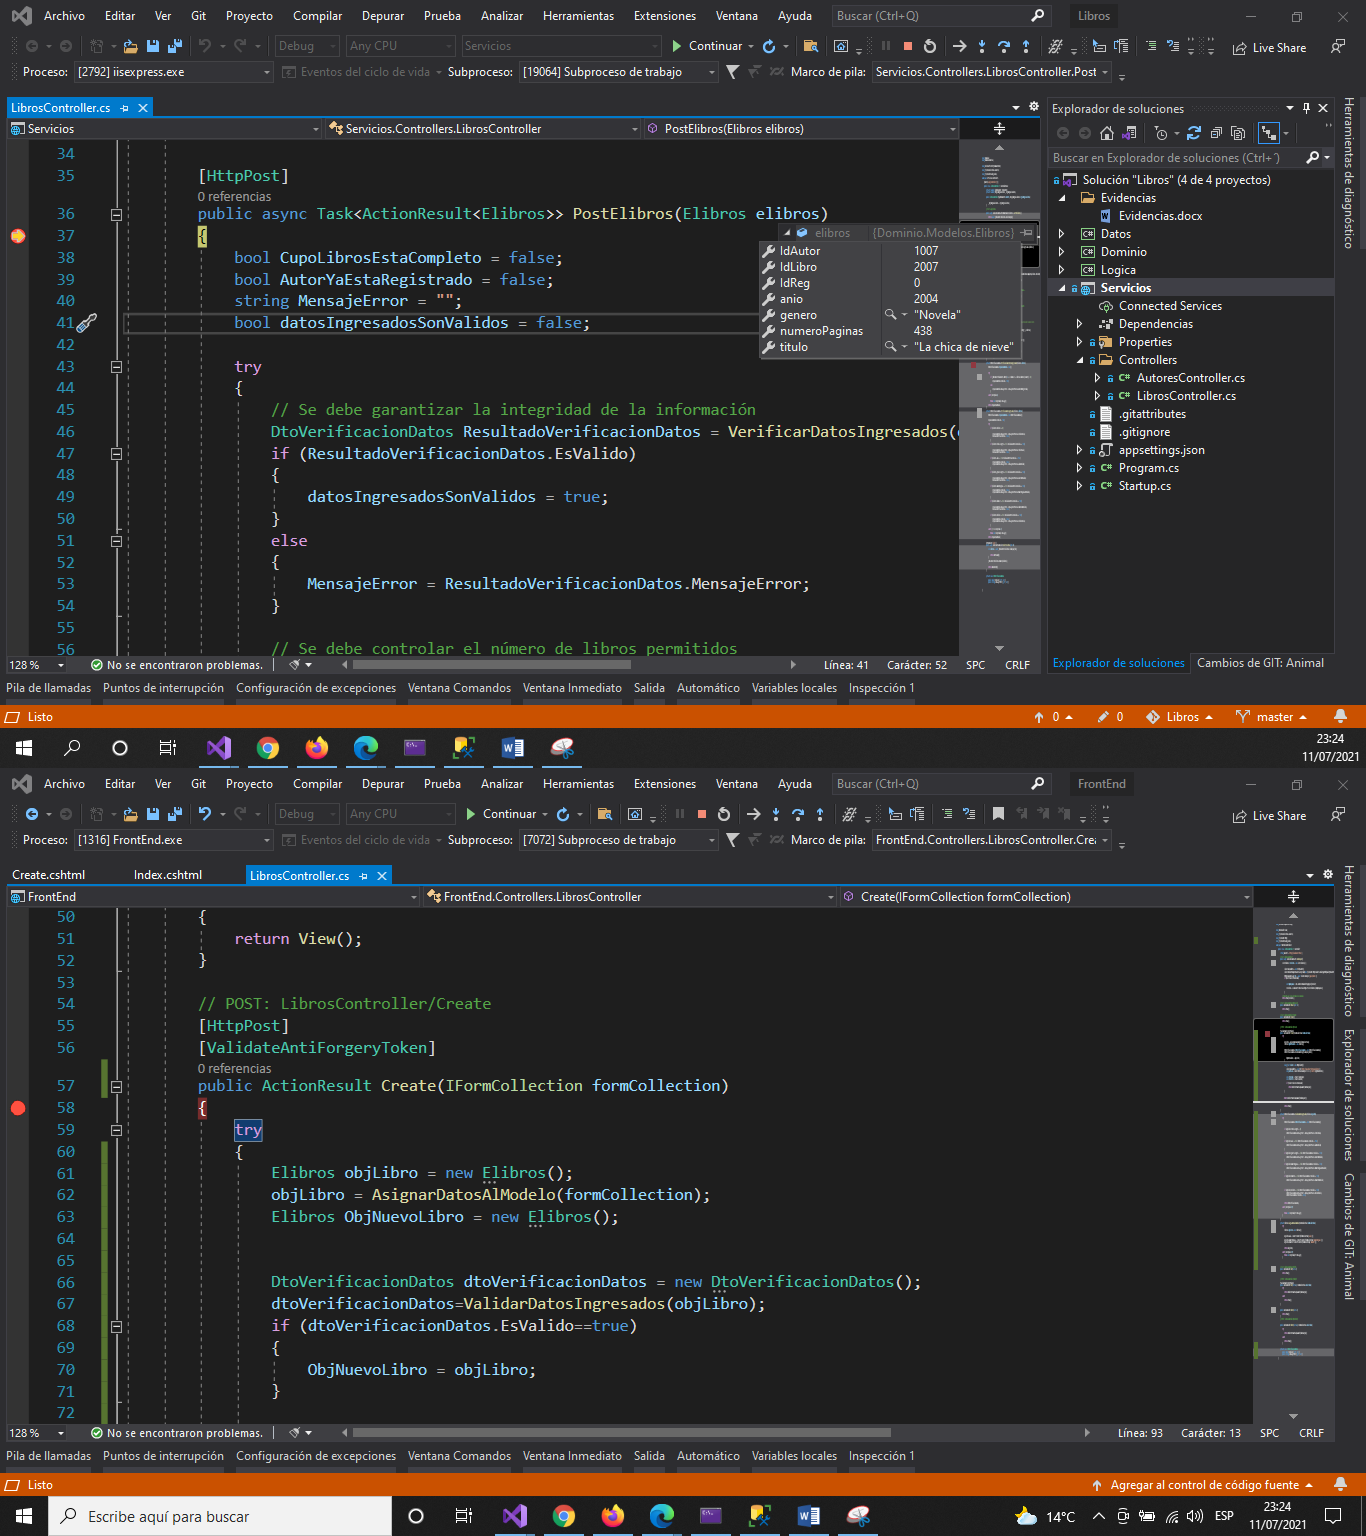 Archivo Editar Ver Git Proyecto Compilar Depurar Prueba Analizar Herramientas Extensiones Ventana Ayuda Buscar (Ctrl+Q) Libros
Debug Any CPU Servicios Continuar Live Share
Proceso: [2792] iisexpress.exe Eventos del ciclo de vida Subproceso: [19064] Subproceso de trabajo Marco de pila: Servicios.Controllers.LibrosController.Post
LibrosController.cs
Servicios Servicios.Controllers.LibrosController PostElibros(Elibros elibros)
34
35 [HttpPost]
0 referencias
36 public async Task<ActionResult<Elibros>> PostElibros(Elibros elibros)
37 {
38 bool CupoLibrosEstaCompleto = false;
39 bool AutorYaEstaRegistrado = false;
40 string MensajeError = "";
41 bool datosIngresadosSonValidos = false;
42
43 try
44 {
45 // Se debe garantizar la integridad de la información
46 DtoVerificacionDatos ResultadoVerificacionDatos = VerificarDatosIngresados(
47 if (ResultadoVerificacionDatos.EsValido)
48 {
49 datosIngresadosSonValidos = true;
50 }
51 else
52 {
53 MensajeError = ResultadoVerificacionDatos.MensajeError;
54 }
55
56 // Se debe controlar el número de libros permitidos
elibros {Dominio.Modelos.Elibros}
IdAutor 1007
IdLibro 2007
IdReg 0
anio 2004
genero "Novela"
numeroPaginas 438
titulo "La chica de nieve"
128 % No se encontraron problemas. Línea: 41 Carácter: 52 SPC CRLF
Explorador de soluciones
Buscar en Explorador de soluciones (Ctrl+´)
Solución "Libros" (4 de 4 proyectos)
Evidencias
Evidencias.docx
Datos
Dominio
Logica
Servicios
Connected Services
Dependencias
Properties
Controllers
AutoresController.cs
LibrosController.cs
.gitattributes
.gitignore
appsettings.json
Program.cs
Startup.cs
Explorador de soluciones Cambios de GIT: Animal
Herramientas de diagnóstico
Pila de llamadas Puntos de interrupción Configuración de excepciones Ventana Comandos Ventana Inmediato Salida Automático Variables locales Inspección 1
Listo 0 0 Libros master
23:24
11/07/2021
Archivo Editar Ver Git Proyecto Compilar Depurar Prueba Analizar Herramientas Extensiones Ventana Ayuda Buscar (Ctrl+Q) FrontEnd
Debug Any CPU Continuar Live Share
Proceso: [1316] FrontEnd.exe Eventos del ciclo de vida Subproceso: [7072] Subproceso de trabajo Marco de pila: FrontEnd.Controllers.LibrosController.Crea
Create.cshtml Index.cshtml LibrosController.cs
FrontEnd FrontEnd.Controllers.LibrosController Create(IFormCollection formCollection)
50 {
51 return View();
52 }
53
54 // POST: LibrosController/Create
55 [HttpPost]
56 [ValidateAntiForgeryToken]
0 referencias
57 public ActionResult Create(IFormCollection formCollection)
58 {
59 try
60 {
61 Elibros objLibro = new Elibros();
62 objLibro = AsignarDatosAlModelo(formCollection);
63 Elibros ObjNuevoLibro = new Elibros();
64
65
66 DtoVerificacionDatos dtoVerificacionDatos = new DtoVerificacionDatos();
67 dtoVerificacionDatos=ValidarDatosIngresados(objLibro);
68 if (dtoVerificacionDatos.EsValido==true)
69 {
70 ObjNuevoLibro = objLibro;
71 }
72
128 % No se encontraron problemas. Línea: 93 Carácter: 13 SPC CRLF
Herramientas de diagnóstico
Explorador de soluciones
Cambios de GIT: Animal
Pila de llamadas Puntos de interrupción Configuración de excepciones Ventana Comandos Ventana Inmediato Salida Automático Variables locales Inspección 1
Listo Agregar al control de código fuente
Escribe aquí para buscar 14°C ESP 23:24
11/07/2021